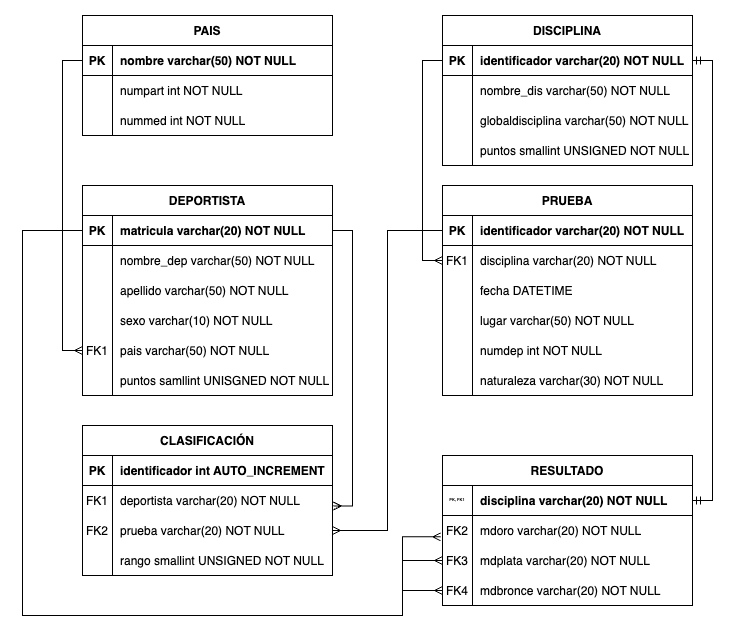 PAIS
PK nombre varchar(50) NOT NULL
numpart int NOT NULL
nummed int NOT NULL
DISCIPLINA
PK identificador varchar(20) NOT NULL
nombre_dis varchar(50) NOT NULL
globaldisciplina varchar(50) NOT NULL
puntos smallint UNSIGNED NOT NULL
DEPORTISTA
PK matricula varchar(20) NOT NULL
nombre_dep varchar(50) NOT NULL
apellido varchar(50) NOT NULL
sexo varchar(10) NOT NULL
FK1 pais varchar(50) NOT NULL
puntos samllint UNISGNED NOT NULL
PRUEBA
PK identificador varchar(20) NOT NULL
FK1 disciplina varchar(20) NOT NULL
fecha DATETIME
lugar varchar(50) NOT NULL
numdep int NOT NULL
naturaleza varchar(30) NOT NULL
CLASIFICACIÓN
PK identificador int AUTO_INCREMENT
FK1 deportista varchar(20) NOT NULL
FK2 prueba varchar(20) NOT NULL
rango smallint UNSIGNED NOT NULL
RESULTADO
PK, FK1 disciplina varchar(20) NOT NULL
FK2 mdoro varchar(20) NOT NULL
FK3 mdplata varchar(20) NOT NULL
FK4 mdbronce varchar(20) NOT NULL